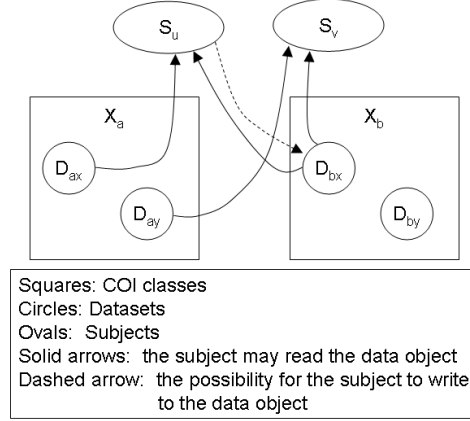 Su Sv
Xa Xb
Dax Dbx
Day Dby
Squares: COI classes
Circles: Datasets
Ovals: Subjects
Solid arrows: the subject may read the data object
Dashed arrow: the possibility for the subject to write
to the data object